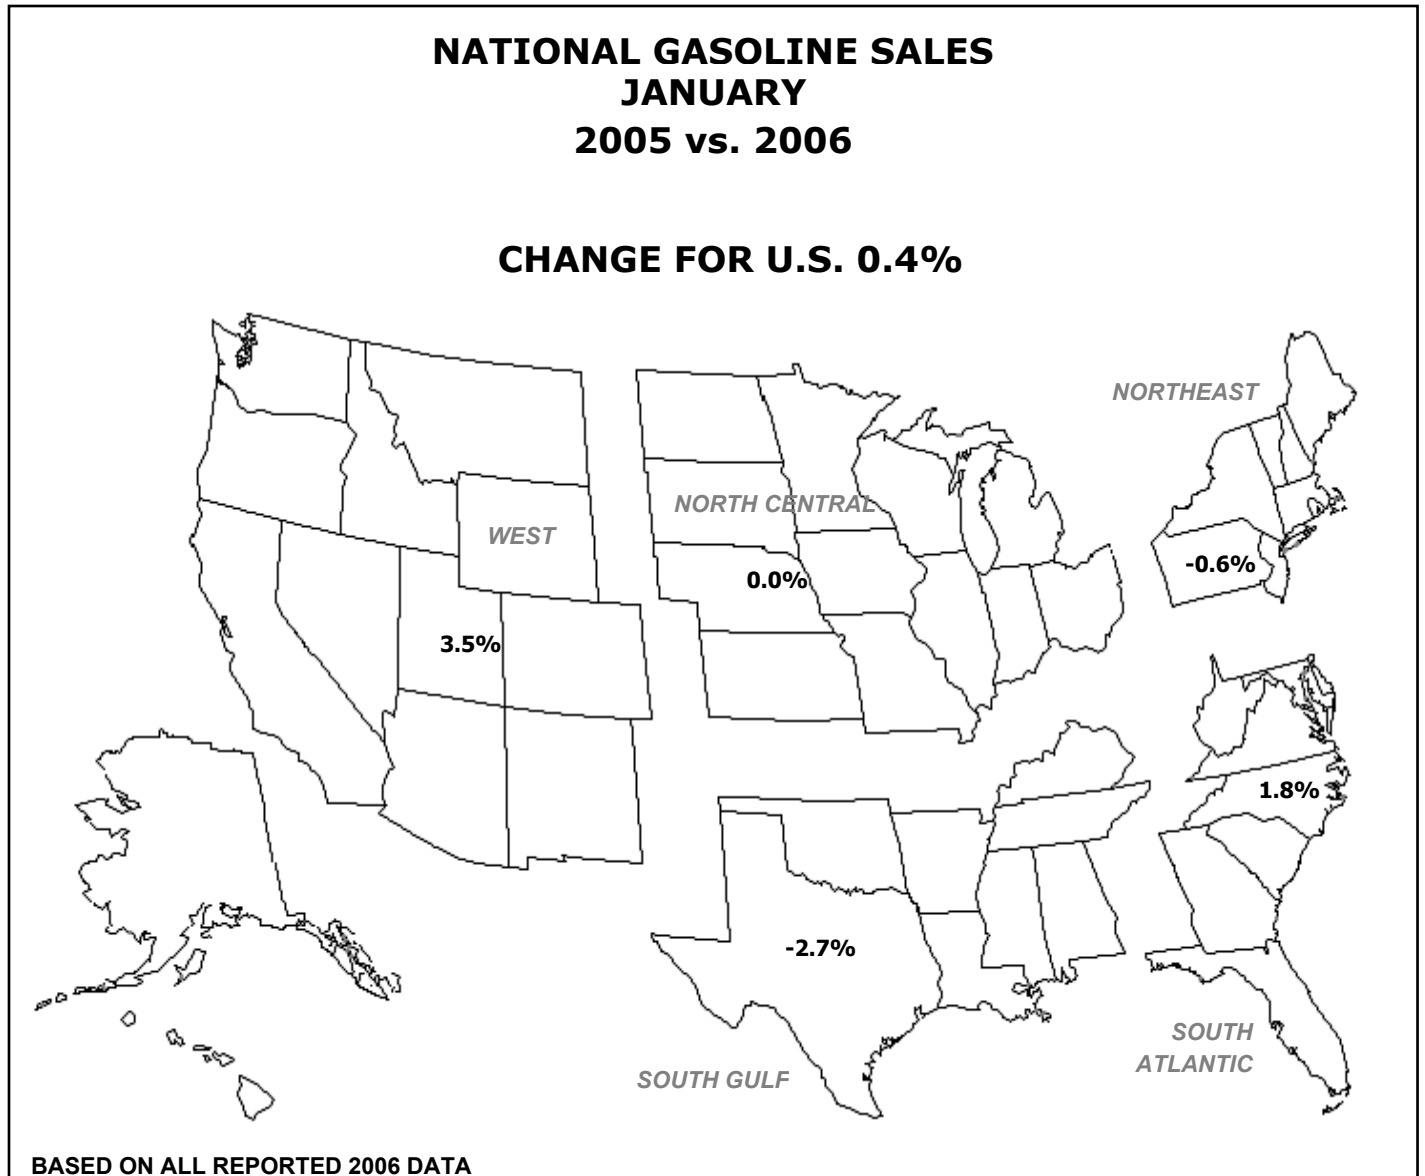 NATIONAL GASOLINE SALES
JANUARY
2005 vs. 2006
CHANGE FOR U.S. 0.4%
NORTHEAST
NORTH CENTRAL
WEST
-0.6%
0.0%
3.5%
1.8%
-2.7%
SOUTH
ATLANTIC
SOUTH GULF
BASED ON ALL REPORTED 2006 DATA